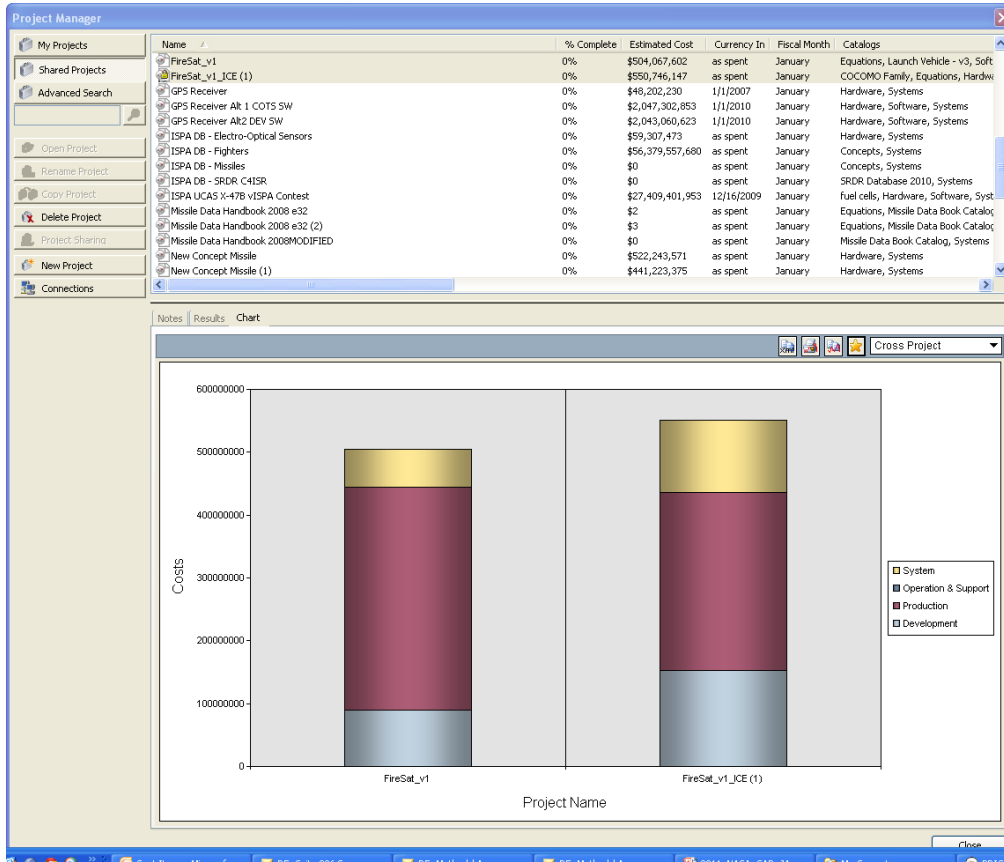 Project Manager
My Projects
Shared Projects
Advanced Search
Open Project
Rename Project
Copy Project
Delete Project
Project Sharing
New Project
Connections
Name % Complete Estimated Cost Currency In Fiscal Month Catalogs
FireSat_v1 0% $504,067,602 as spent January Equations, Launch Vehicle - v3, Soft
FireSat_v1_ICE (1) 0% $550,746,147 as spent January COCOMO Family, Equations, Hardwa
GPS Receiver 0% $48,202,230 1/1/2007 January Hardware, Systems
GPS Receiver Alt 1 COTS SW 0% $2,047,302,853 1/1/2010 January Hardware, Software, Systems
GPS Receiver Alt2 DEV SW 0% $2,043,060,623 1/1/2010 January Hardware, Software, Systems
ISPA DB - Electro-Optical Sensors 0% $59,307,473 as spent January Hardware, Systems
ISPA DB - Fighters 0% $56,379,557,680 as spent January Concepts, Systems
ISPA DB - Missiles 0% $0 as spent January Concepts, Systems
ISPA DB - SRDR C4ISR 0% $0 as spent January SRDR Database 2010, Systems
ISPA UCAS X-47B vISPA Contest 0% $27,409,401,953 12/16/2009 January fuel cells, Hardware, Software, Syst
Missile Data Handbook 2008 e32 0% $2 as spent January Equations, Missile Data Book Catalog
Missile Data Handbook 2008 e32 (2) 0% $3 as spent January Equations, Missile Data Book Catalog
Missile Data Handbook 2008MODIFIED 0% $0 as spent January Missile Data Book Catalog, Systems
New Concept Missile 0% $522,243,571 as spent January Hardware, Systems
New Concept Missile (1) 0% $441,223,375 as spent January Hardware, Systems
Notes Results Chart
Cross Project
600000000
500000000
400000000
300000000
200000000
100000000
0
Costs
FireSat_v1 FireSat_v1_ICE (1)
Project Name
System
Operation & Support
Production
Development
Close